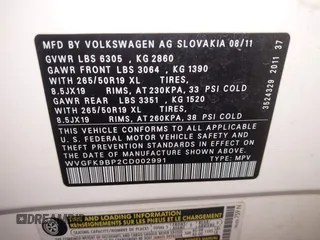 MFD BY VOLKSWAGEN AG SLOVAKIA 08/11
GVWR LBS 6305 , KG 2860
GAWR FRONT LBS 3064 , KG 1390
WITH 265/50R19 XL TIRES,
8.5JX19 RIMS, AT 230KPA, 33 PSI COLD
GAWR REAR LBS 3351 , KG 1520
WITH 265/50R19 XL TIRES,
8.5JX19 RIMS, AT 260KPA, 38 PSI COLD
THIS VEHICLE CONFORMS TO ALL APPLICABLE
U.S. FEDERAL MOTOR VEHICLE SAFETY
AND THEFT PREVENTION STANDARDS IN
EFFECT ON THE DATE OF MANUFACTURE
SHOWN ABOVE.
WVGFK9BP2CD002991 TYPE: MPV
3524329 2011 37